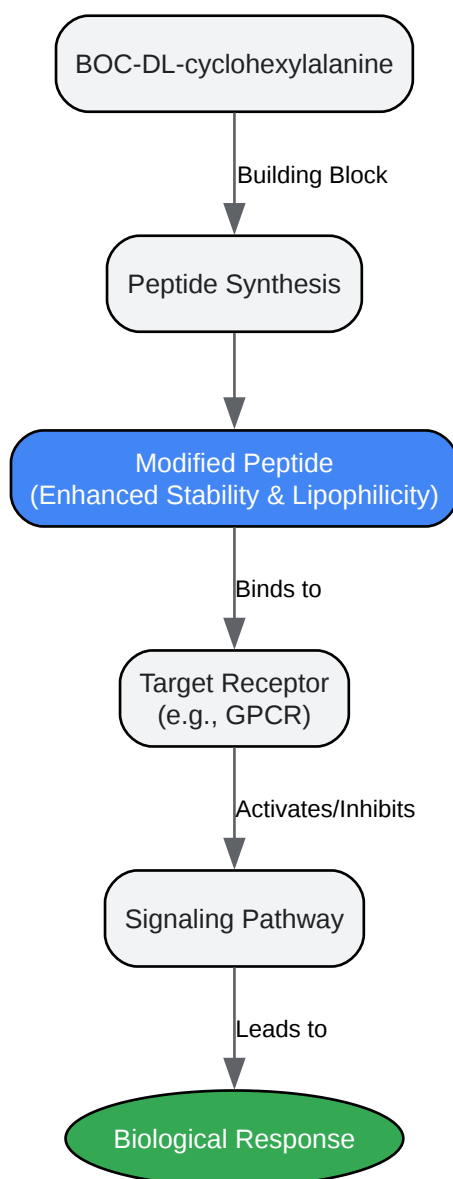 BOC-DL-cyclohexylalanine
Building Block
Peptide Synthesis
Modified Peptide
(Enhanced Stability & Lipophilicity)
Binds to
Target Receptor
(e.g., GPCR)
Activates/Inhibits
Signaling Pathway
Leads to
Biological Response